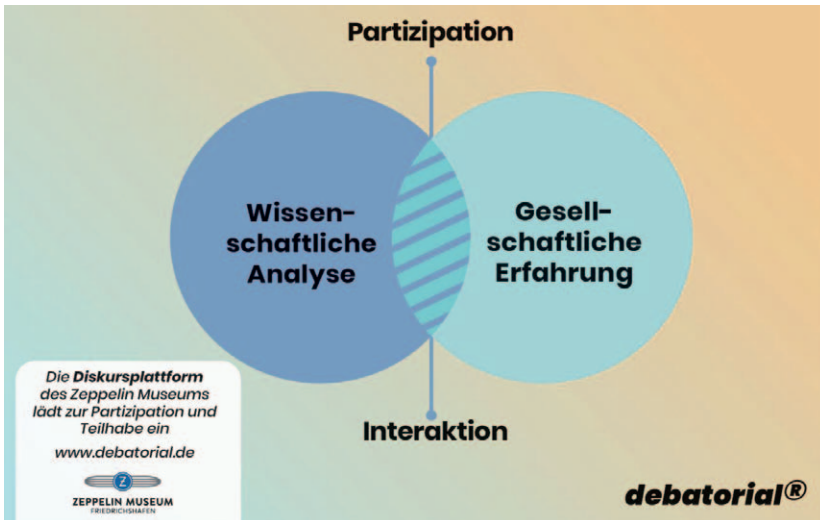 Partizipation
Wissen-
schaftliche
Analyse
Gesell-
schaftliche
Erfahrung
Interaktion
Die Diskursplattform
des Zeppelin Museums
lädt zur Partizipation und
Teilhabe ein
www.debatorial.de
Z
ZEPPELIN MUSEUM
FRIEDRICHSHAFEN
debatorial®